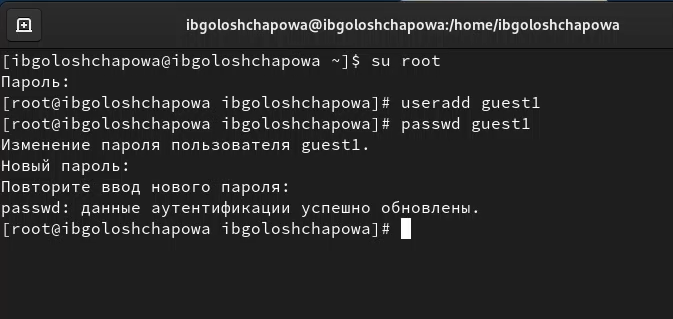 ibgoloshchapowa@ibgoloshchapowa:/home/ibgoloshchapowa
[ibgoloshchapowa@ibgoloshchapowa ~]$ su root
Пароль:
[root@ibgoloshchapowa ibgoloshchapowa]# useradd guest1
[root@ibgoloshchapowa ibgoloshchapowa]# passwd guest1
Изменение пароля пользователя guest1.
Новый пароль:
Повторите ввод нового пароля:
passwd: данные аутентификации успешно обновлены.
[root@ibgoloshchapowa ibgoloshchapowa]#